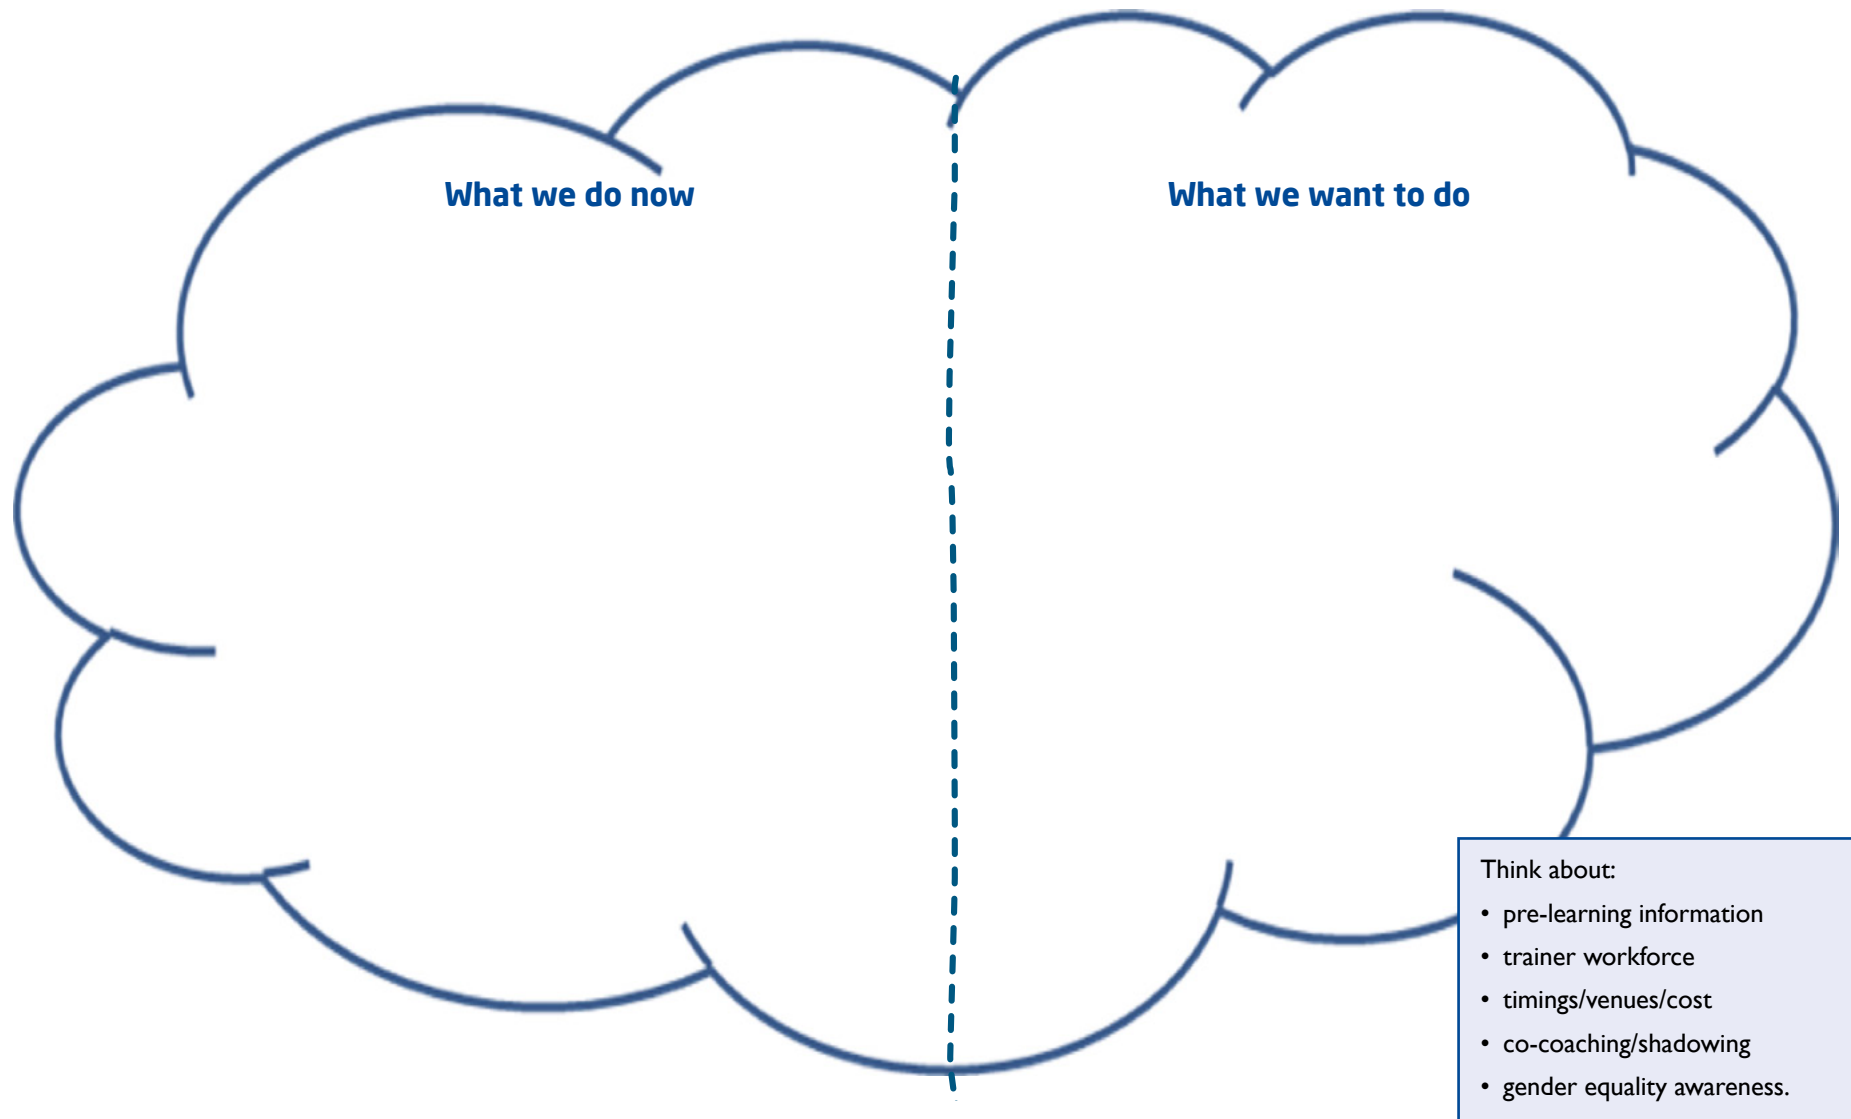 What we do now
What we want to do
Think about:
• pre-learning information
• trainer workforce
• timings/venues/cost
• co-coaching/shadowing
• gender equality awareness.